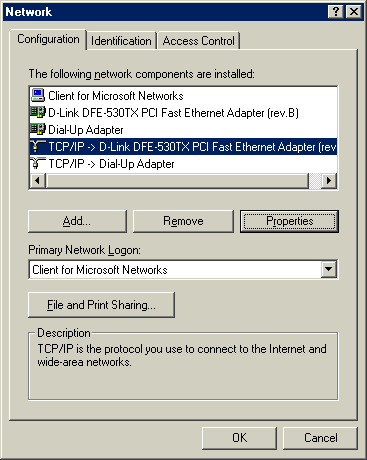 Network
Configuration Identification Access Control
The following network components are installed:
Client for Microsoft Networks
D-Link DFE-530TX PCI Fast Ethernet Adapter (rev.B)
Dial-Up Adapter
TCP/IP -> D-Link DFE-530TX PCI Fast Ethernet Adapter (rev
TCP/IP -> Dial-Up Adapter
Add... Remove Properties
Primary Network Logon:
Client for Microsoft Networks
File and Print Sharing...
Description
TCP/IP is the protocol you use to connect to the Internet and
wide-area networks.
OK Cancel